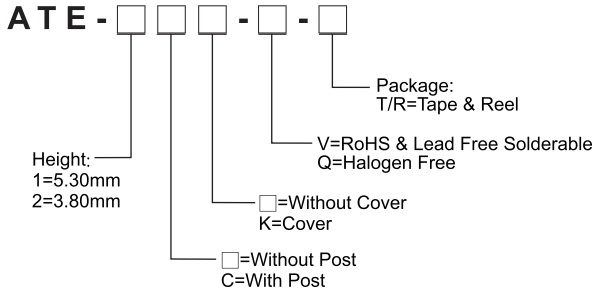 ATE-□□□-□-□
Package:
T/R=Tape & Reel
V=RoHS & Lead Free Solderable
Q=Halogen Free
Height:
1=5.30mm
2=3.80mm
□=Without Cover
K=Cover
□=Without Post
C=With Post